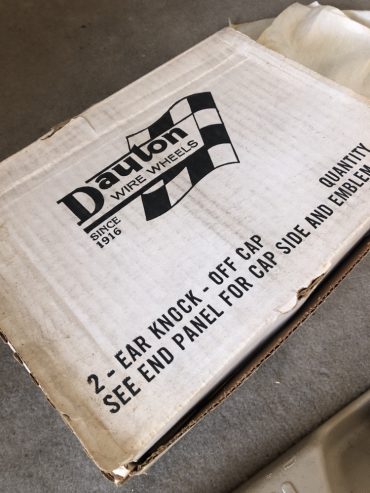 Dayton
WIRE WHEELS
SINCE
1916
QUANTITY
2 - EAR KNOCK - OFF CAP
SEE END PANEL FOR CAP SIDE AND EMBLEM